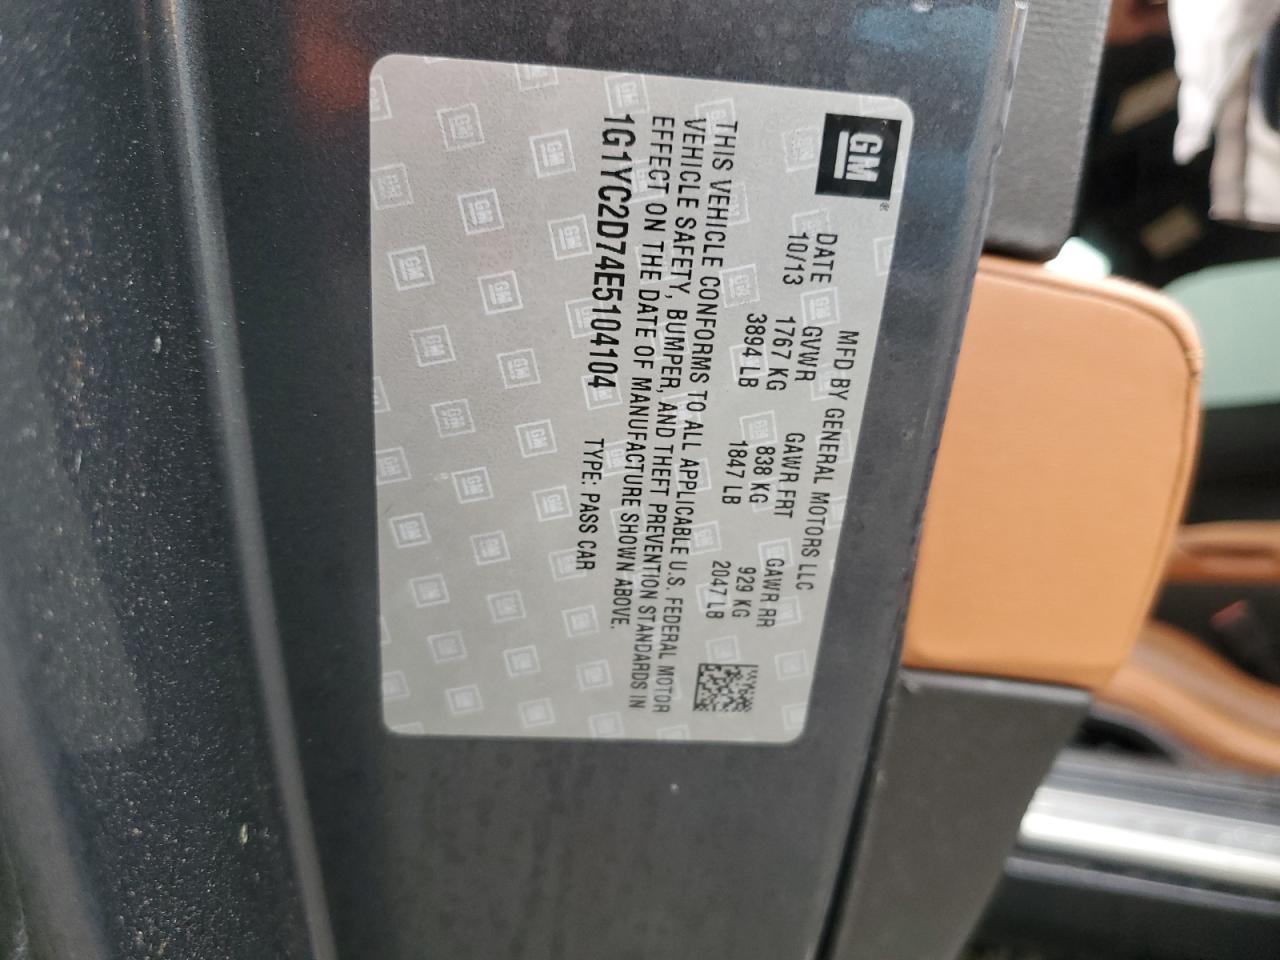 GM
MFD BY GENERAL MOTORS LLC
DATE GVWR GAWR FRT GAWR RR
10/13 1767 KG 838 KG 929 KG
3894 LB 1847 LB 2047 LB
THIS VEHICLE CONFORMS TO ALL APPLICABLE U.S. FEDERAL MOTOR
VEHICLE SAFETY, BUMPER, AND THEFT PREVENTION STANDARDS IN
EFFECT ON THE DATE OF MANUFACTURE SHOWN ABOVE.
1G1YC2D74E5104104 TYPE: PASS CAR